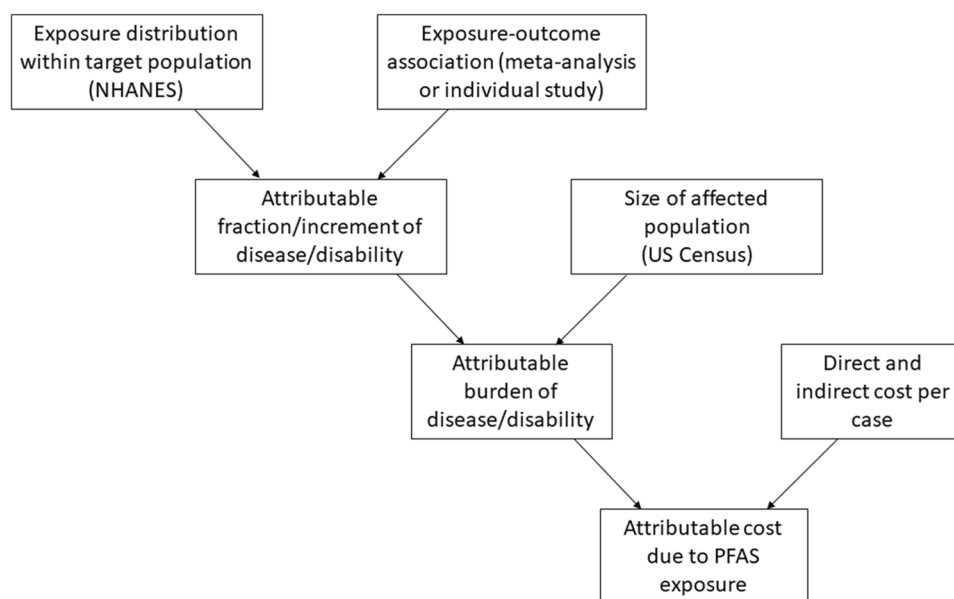 Exposure distribution
within target population
(NHANES)
Exposure-outcome
association (meta-analysis
or individual study)
Attributable
fraction/increment of
disease/disability
Size of affected
population
(US Census)
Attributable
burden of
disease/disability
Direct and
indirect cost per
case
Attributable cost
due to PFAS
exposure